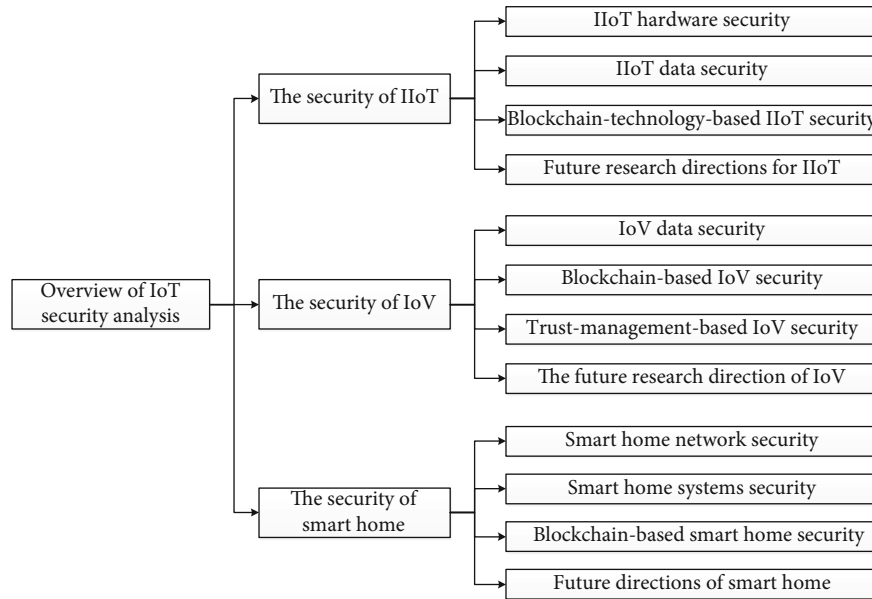 IIoT hardware security
IIoT data security
The security of IIoT
Blockchain-technology-based IIoT security
Future research directions for IIoT
IoV data security
Blockchain-based IoV security
Overview of IoT
security analysis
The security of IoV
Trust-management-based IoV security
The future research direction of IoV
Smart home network security
Smart home systems security
The security of
smart home
Blockchain-based smart home security
Future directions of smart home